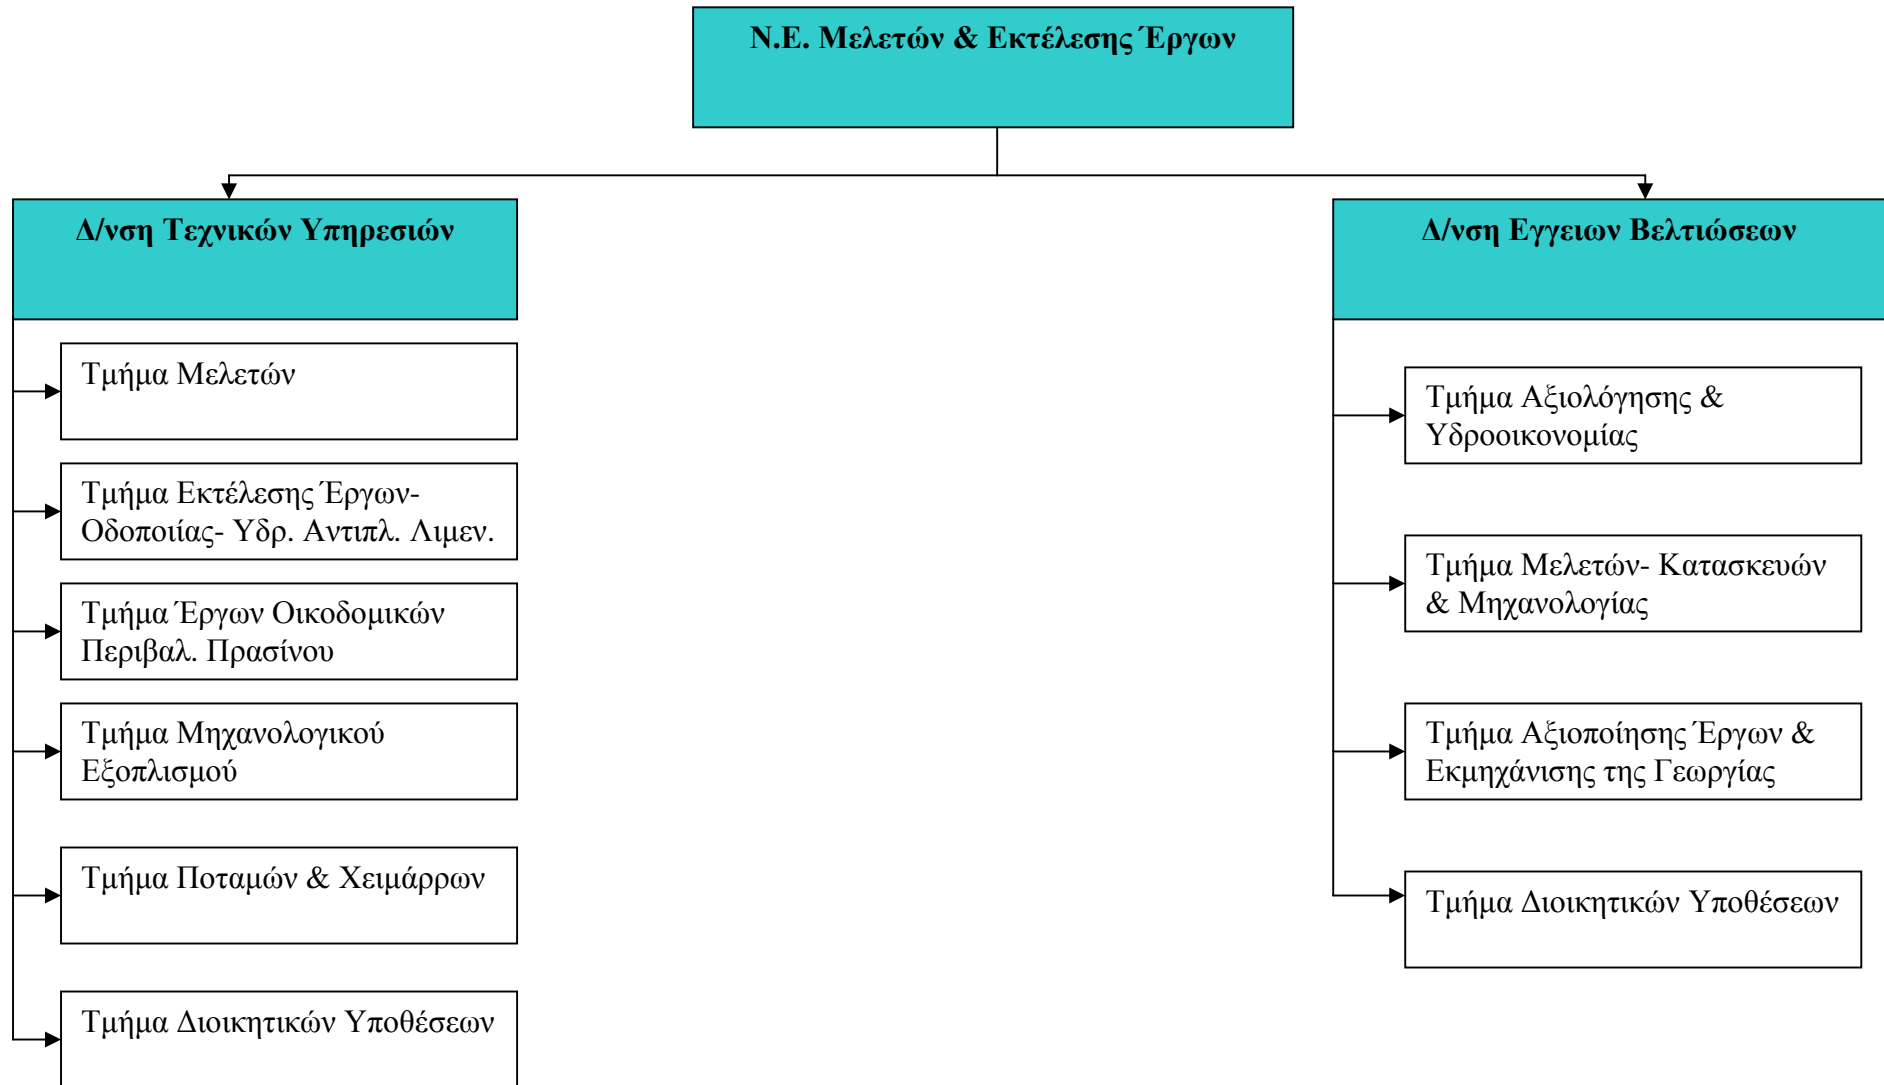 Ν.Ε. Μελετών & Εκτέλεσης Έργων
Δ/νση Τεχνικών Υπηρεσιών
Τμήμα Μελετών
Τμήμα Εκτέλεσης Έργων-
Οδοποιίας- Υδρ. Αντιπλ. Λιμεν.
Τμήμα Έργων Οικοδομικών
Περιβαλ. Πρασίνου
Τμήμα Μηχανολογικού
Εξοπλισμού
Τμήμα Ποταμών & Χειμάρρων
Τμήμα Διοικητικών Υποθέσεων
Δ/νση Εγγειων Βελτιώσεων
Τμήμα Αξιολόγησης &
Υδροοικονομίας
Τμήμα Μελετών- Κατασκευών
& Μηχανολογίας
Τμήμα Αξιοποίησης Έργων &
Εκμηχάνισης της Γεωργίας
Τμήμα Διοικητικών Υποθέσεων